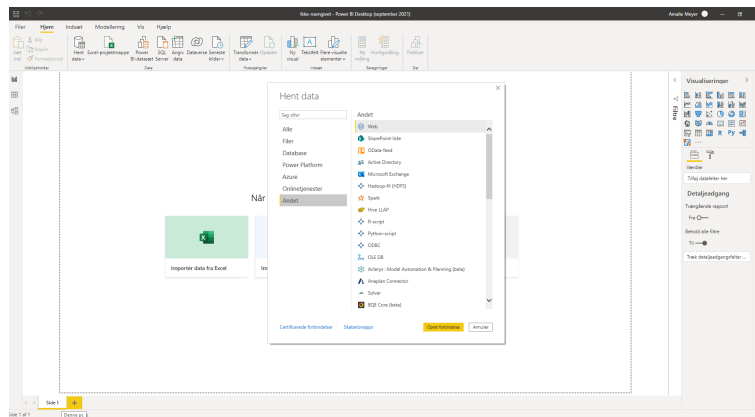 Ikke-navngivet - Power BI Desktop (september 2021)
Amalie Meyer
Filer Hjem Indsæt Modellering Vis Hjælp
Sæt ind
Klip
Kopiér
Formatpensel
Hent data
Excel-projektmappe
Power BI-datasæt
SQL Server
Angiv data
Dataverse
Seneste kilder
Transformér data
Opdater
Ny visual
Tekstfelt
Flere visuelle elementer
Ny måling
Hurtigmåling
Publicer
Udklipsholder
Data
Forespørgsler
Indsæt
Beregninger
Del
Når
Importér data fra Excel
Im
Hent data
Søg efter
Alle
Filer
Database
Power Platform
Azure
Onlinetjenester
Andet
Andet
Web
SharePoint-liste
OData-feed
Active Directory
Microsoft Exchange
Hadoop-fil (HDFS)
Spark
Hive LLAP
R-script
Python-script
ODBC
OLE DB
Acterys : Model Automation & Planning (beta)
Anaplan Connector
Solver
BQE Core (beta)
Certificerede forbindelser
Skabelonapps
Opret forbindelse
Annuller
Filtre
Visualiseringer
R Py
Værdier
Tilføj datafelter her
Detaljeadgang
Tværgående rapport
Fra
Behold alle filtre
Til
Træk detaljeadgangsfelter ...
Side 1
Side 1 af 1
Denne pc